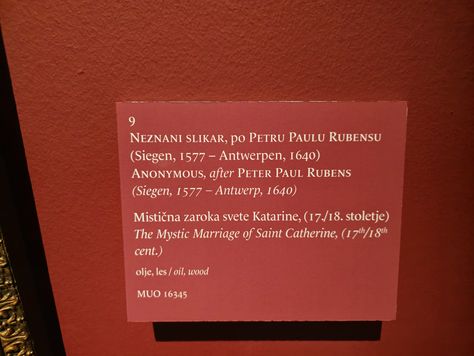 9
Neznani slikar, po Petru Paulu Rubensu
(Siegen, 1577 – Antwerpen, 1640)
Anonymous, after Peter Paul Rubens
(Siegen, 1577 – Antwerp, 1640)
Mistična zaroka svete Katarine, (17./18. stoletje)
The Mystic Marriage of Saint Catherine, (17th/18th
cent.)
olje, les / oil, wood
MUO 16345